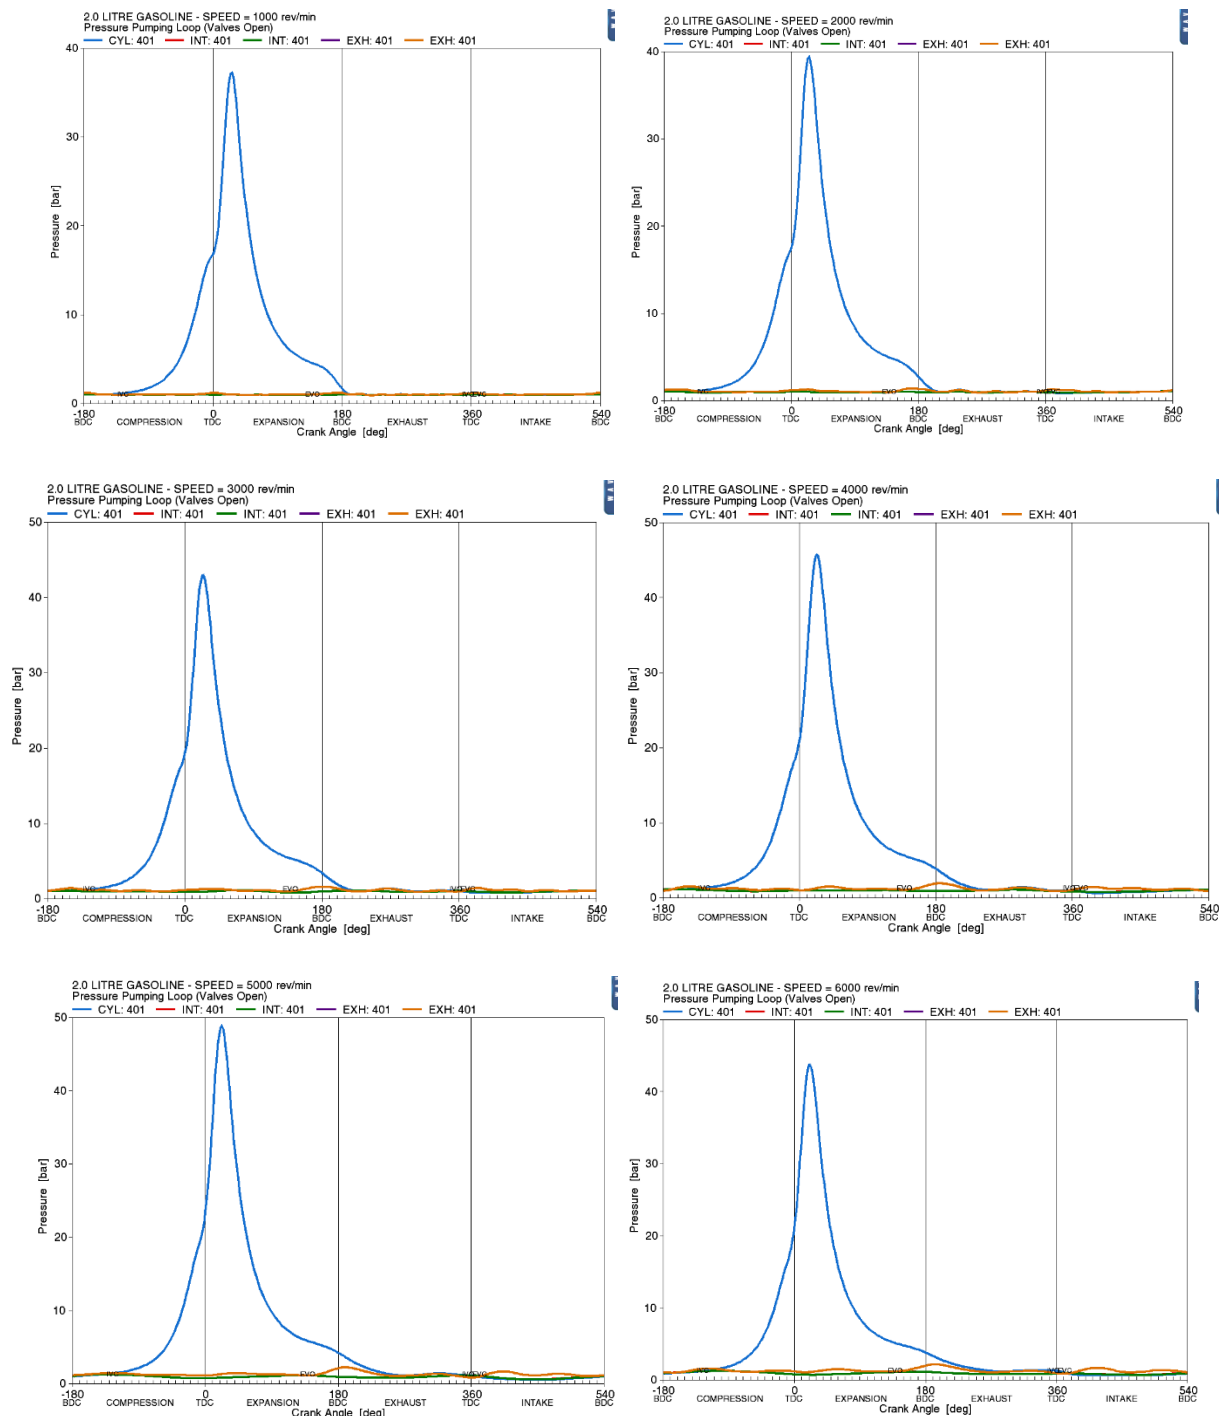 2.0 LITRE GASOLINE - SPEED = 1000 rev/min
Pressure Pumping Loop (Valves Open)
CYL: 401 INT: 401 INT: 401 EXH: 401 EXH: 401
40
30
20
10
0
Pressure [bar]
IVC EVO IVOEVC
-180 0 180 360 540
BDC COMPRESSION TDC EXPANSION BDC EXHAUST TDC INTAKE BDC
Crank Angle [deg]
2.0 LITRE GASOLINE - SPEED = 2000 rev/min
Pressure Pumping Loop (Valves Open)
CYL: 401 INT: 401 INT: 401 EXH: 401 EXH: 401
40
30
20
10
0
Pressure [bar]
IVC EVO IVOEVC
-180 0 180 360 540
BDC COMPRESSION TDC EXPANSION BDC EXHAUST TDC INTAKE BDC
Crank Angle [deg]
2.0 LITRE GASOLINE - SPEED = 3000 rev/min
Pressure Pumping Loop (Valves Open)
CYL: 401 INT: 401 INT: 401 EXH: 401 EXH: 401
50
40
30
20
10
0
Pressure [bar]
IVC EVO IVOEVC
-180 0 180 360 540
BDC COMPRESSION TDC EXPANSION BDC EXHAUST TDC INTAKE BDC
Crank Angle [deg]
2.0 LITRE GASOLINE - SPEED = 4000 rev/min
Pressure Pumping Loop (Valves Open)
CYL: 401 INT: 401 INT: 401 EXH: 401 EXH: 401
50
40
30
20
10
0
Pressure [bar]
IVC EVO IVOEVC
-180 0 180 360 540
BDC COMPRESSION TDC EXPANSION BDC EXHAUST TDC INTAKE BDC
Crank Angle [deg]
2.0 LITRE GASOLINE - SPEED = 5000 rev/min
Pressure Pumping Loop (Valves Open)
CYL: 401 INT: 401 INT: 401 EXH: 401 EXH: 401
50
40
30
20
10
0
Pressure [bar]
IVC EVO IVOEVC
-180 0 180 360 540
BDC COMPRESSION TDC EXPANSION BDC EXHAUST TDC INTAKE BDC
Crank Angle [deg]
2.0 LITRE GASOLINE - SPEED = 6000 rev/min
Pressure Pumping Loop (Valves Open)
CYL: 401 INT: 401 INT: 401 EXH: 401 EXH: 401
50
40
30
20
10
0
Pressure [bar]
IVC EVO IVOEVC
-180 0 180 360 540
BDC COMPRESSION TDC EXPANSION BDC EXHAUST TDC INTAKE BDC
Crank Angle [deg]